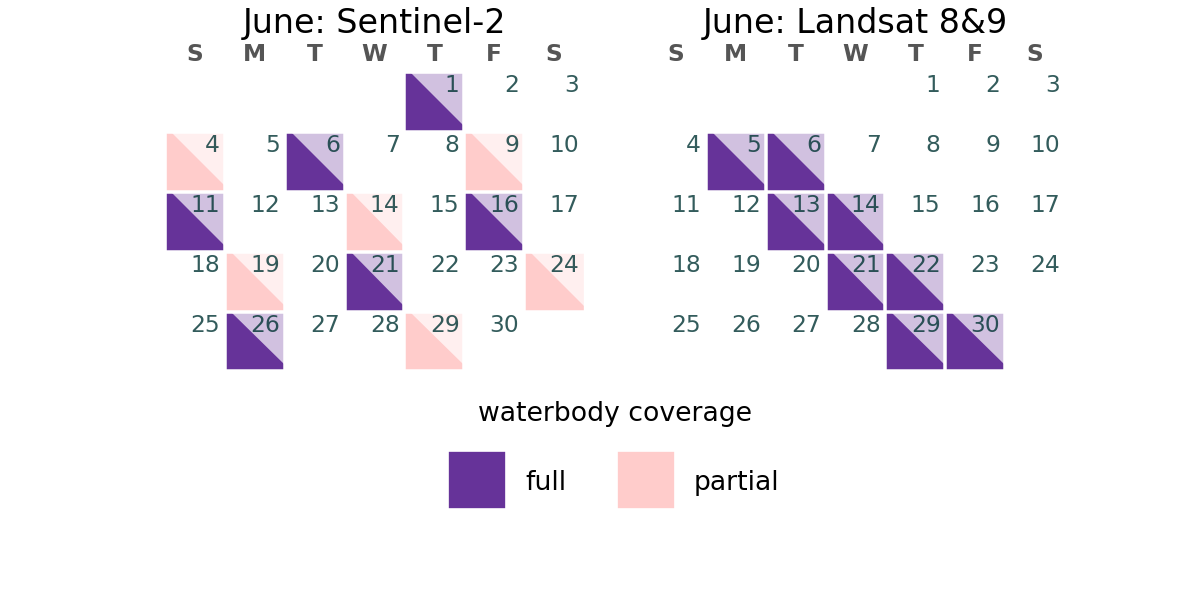 June: Sentinel-2
S M T W T F S
1 2 3
4 5 6 7 8 9 10
11 12 13 14 15 16 17
18 19 20 21 22 23 24
25 26 27 28 29 30
June: Landsat 8&9
S M T W T F S
1 2 3
4 5 6 7 8 9 10
11 12 13 14 15 16 17
18 19 20 21 22 23 24
25 26 27 28 29 30
waterbody coverage
full partial